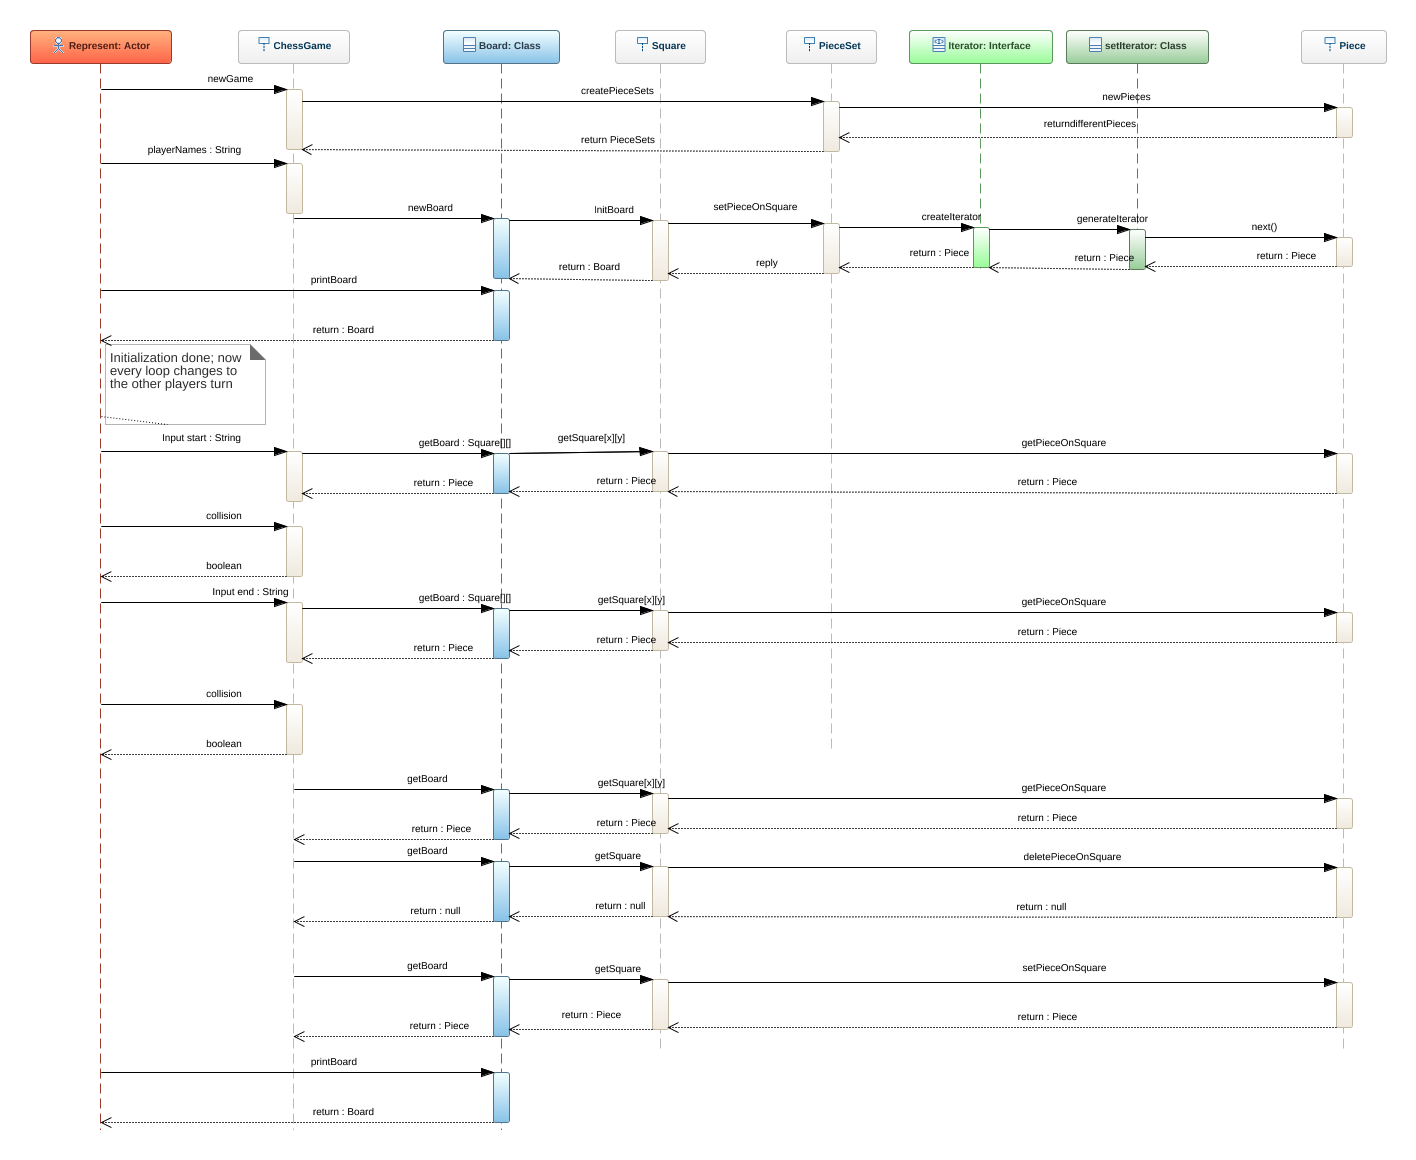 Represent: Actor
ChessGame
Board: Class
Square
PieceSet
Iterator: Interface
setIterator: Class
Piece
newGame
createPieceSets
newPieces
returndifferentPieces
return PieceSets
playerNames : String
newBoard
InitBoard
setPieceOnSquare
createIterator
generateIterator
next()
return : Board
reply
return : Piece
return : Piece
return : Piece
printBoard
return : Board
Initialization done; now
every loop changes to
the other players turn
Input start : String
getBoard : Square[][]
getSquare[x][y]
getPieceOnSquare
return : Piece
return : Piece
return : Piece
collision
boolean
Input end : String
getBoard : Square[][]
getSquare[x][y]
getPieceOnSquare
return : Piece
return : Piece
return : Piece
collision
boolean
getBoard
getSquare[x][y]
getPieceOnSquare
return : Piece
return : Piece
return : Piece
getBoard
getSquare
deletePieceOnSquare
return : null
return : null
return : null
getBoard
getSquare
setPieceOnSquare
return : Piece
return : Piece
return : Piece
printBoard
return : Board